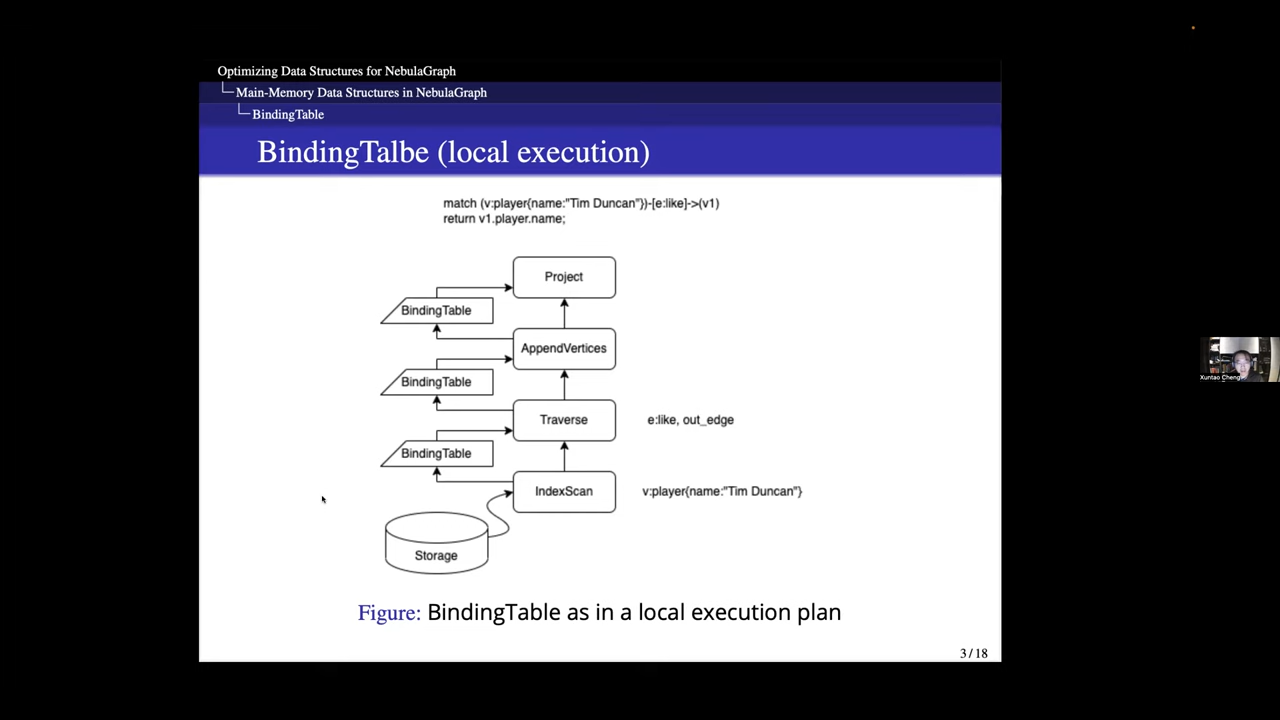 Optimizing Data Structures for NebulaGraph
Main-Memory Data Structures in NebulaGraph
BindingTable
BindingTalbe (local execution)
match (v:player{name:"Tim Duncan"})-[e:like]->(v1)
return v1.player.name;
Project
BindingTable
AppendVertices
BindingTable
Traverse
e:like, out_edge
BindingTable
IndexScan
v:player{name:"Tim Duncan"}
Storage
Figure: BindingTable as in a local execution plan
3 / 18
Xuntao Cheng